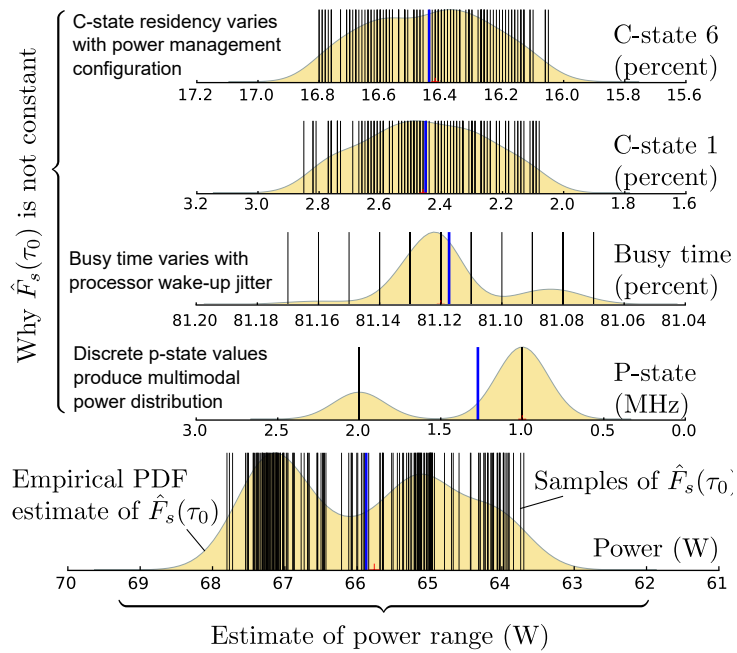 C-state residency varies
with power management
configuration
C-state 6
(percent)
17.2 17.0 16.8 16.6 16.4 16.2 16.0 15.8 15.6
C-state 1
(percent)
3.2 3.0 2.8 2.6 2.4 2.2 2.0 1.8 1.6
Why F̂ₛ(τ₀) is not constant
Busy time varies with
processor wake-up jitter
Busy time
(percent)
81.20 81.18 81.16 81.14 81.12 81.10 81.08 81.06 81.04
Discrete p-state values
produce multimodal
power distribution
P-state
(MHz)
3.0 2.5 2.0 1.5 1.0 0.5 0.0
Empirical PDF
estimate of F̂ₛ(τ₀)
Samples of F̂ₛ(τ₀)
Power (W)
70 69 68 67 66 65 64 63 62 61
Estimate of power range (W)